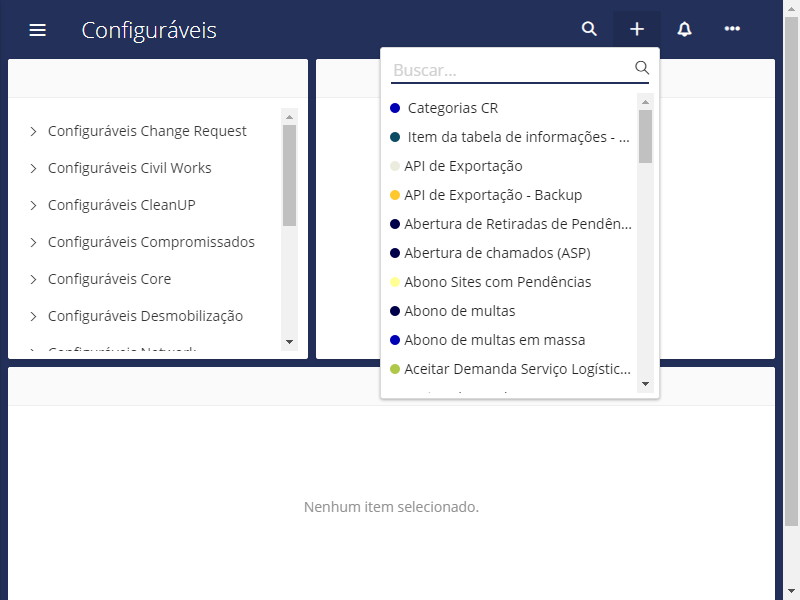 Configuráveis
Buscar...
Categorias CR
Item da tabela de informações - ...
API de Exportação
API de Exportação - Backup
Abertura de Retiradas de Pendên...
Abertura de chamados (ASP)
Abono Sites com Pendências
Abono de multas
Abono de multas em massa
Aceitar Demanda Serviço Logístic...
Configuráveis Change Request
Configuráveis Civil Works
Configuráveis CleanUP
Configuráveis Compromissados
Configuráveis Core
Configuráveis Desmobilização
Configuráveis Network
Nenhum item selecionado.